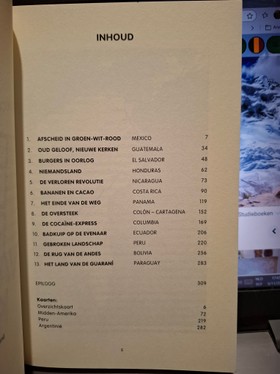 INHOUD
1. AFSCHEID IN GROEN-WIT-ROOD MEXICO 7
2. OUD GELOOF, NIEUWE KERKEN GUATEMALA 24
3. BURGERS IN OORLOG EL SALVADOR 48
4. NIEMANDSLAND HONDURAS 62
5. DE VERLOREN REVOLUTIE NICARAGUA 73
6. BANANEN EN CACAO COSTA RICA 90
7. HET EINDE VAN DE WEG PANAMA 119
8. DE OVERSTEEK COLÓN – CARTAGENA 152
9. DE COCAÏNE-EXPRESS COLUMBIA 169
10. BADKUIP OP DE EVENAAR ECUADOR 206
11. GEBROKEN LANDSCHAP PERU 220
12. DE RUG VAN DE ANDES BOLIVIA 256
13. HET LAND VAN DE GUARANÍ PARAGUAY 283
EPILOOG 309
Kaarten:
Overzichtskaart 6
Midden-Amerika 72
Peru 219
Argentinië 282